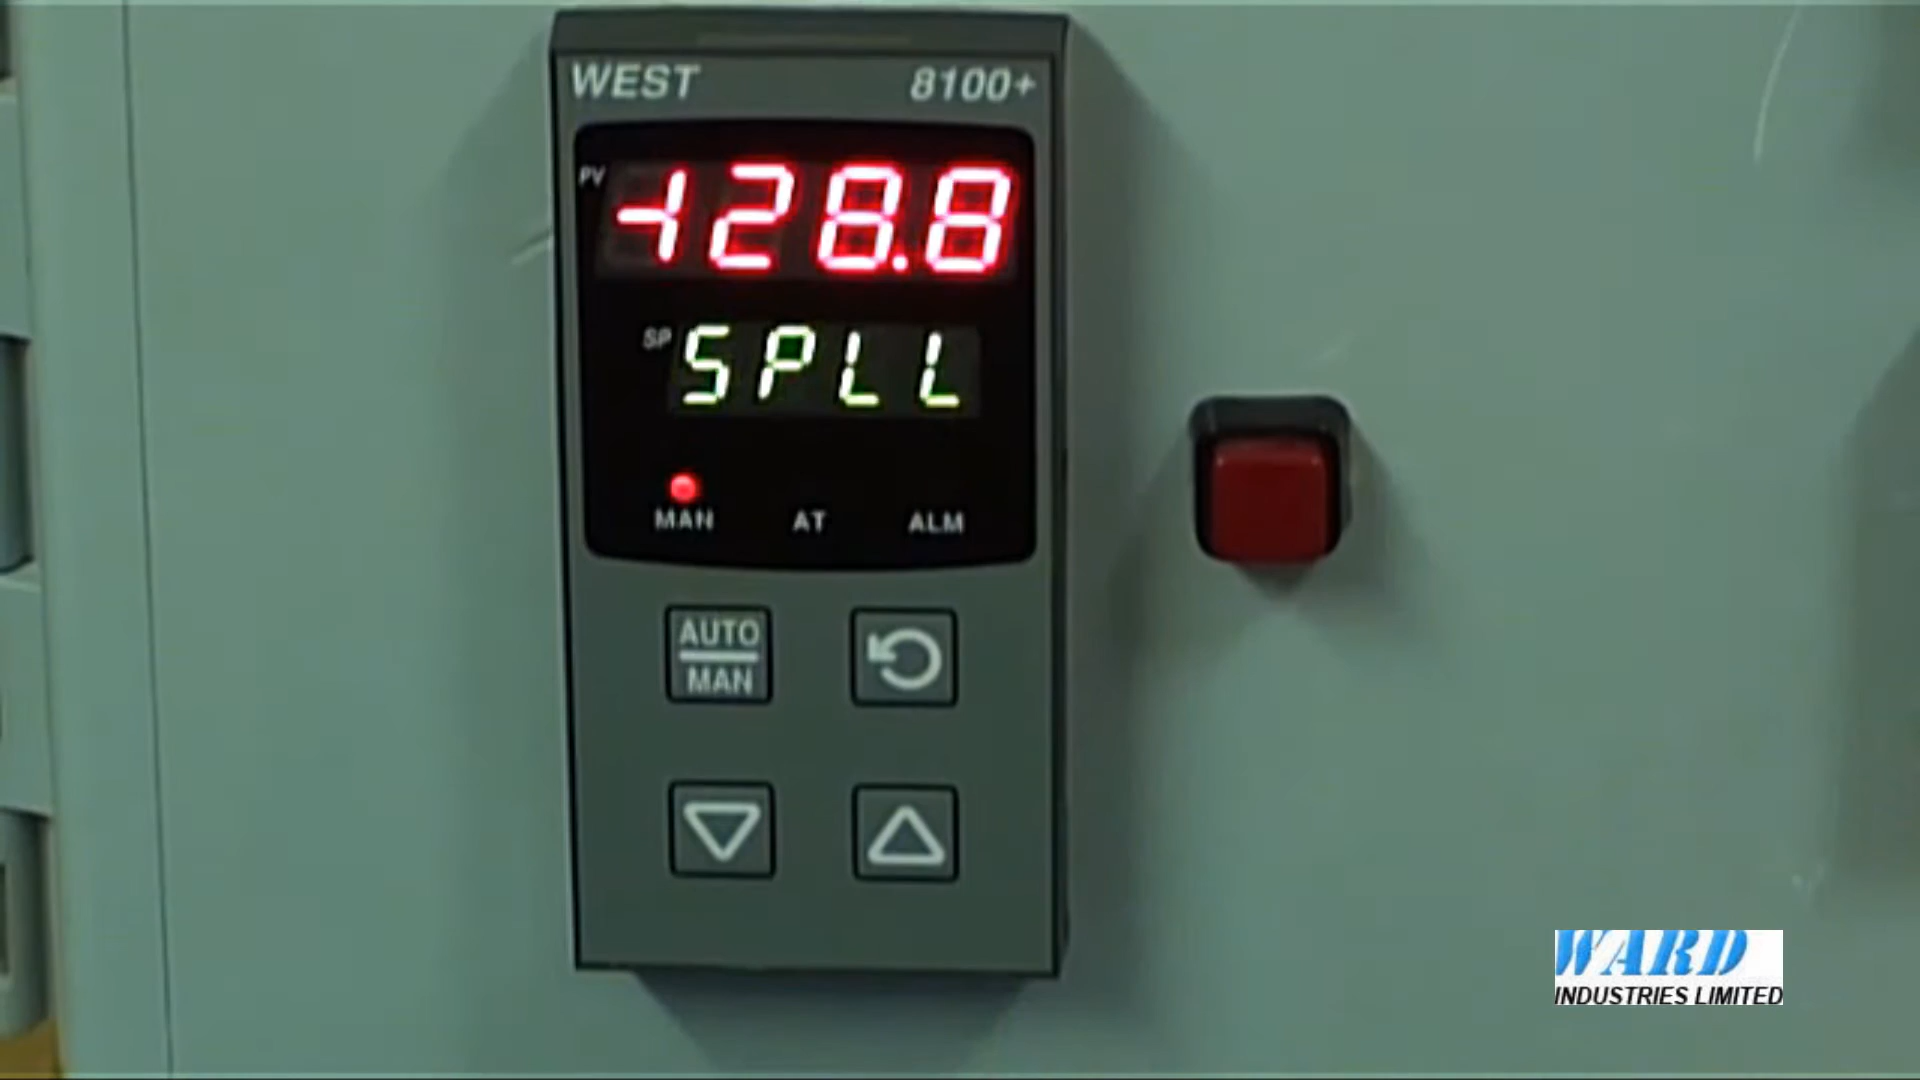 WEST 8100+
PV -128.8
SP SPLL
MAN AT ALM
AUTO
MAN
WARD
INDUSTRIES LIMITED